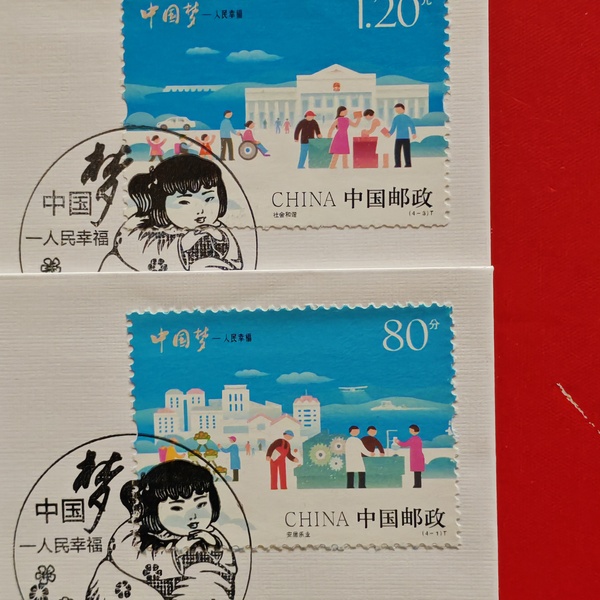 中国梦—人民幸福
1.20元
CHINA 中国邮政
社会和谐
(4-3)T
中国梦
—人民幸福
中国梦—人民幸福
80分
CHINA 中国邮政
安居乐业
(4-1)T
中国梦
—人民幸福